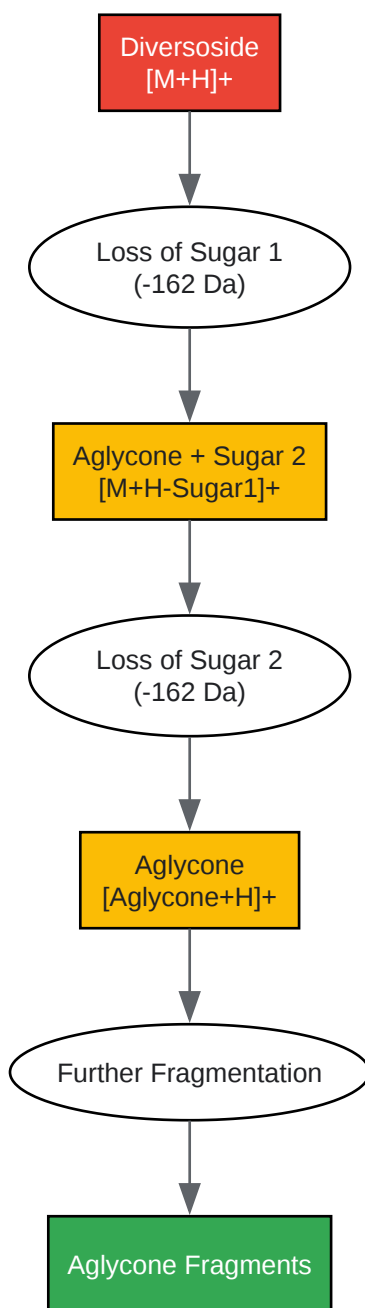 Diversoside
[M+H]+
Loss of Sugar 1
(-162 Da)
Aglycone + Sugar 2
[M+H-Sugar1]+
Loss of Sugar 2
(-162 Da)
Aglycone
[Aglycone+H]+
Further Fragmentation
Aglycone Fragments